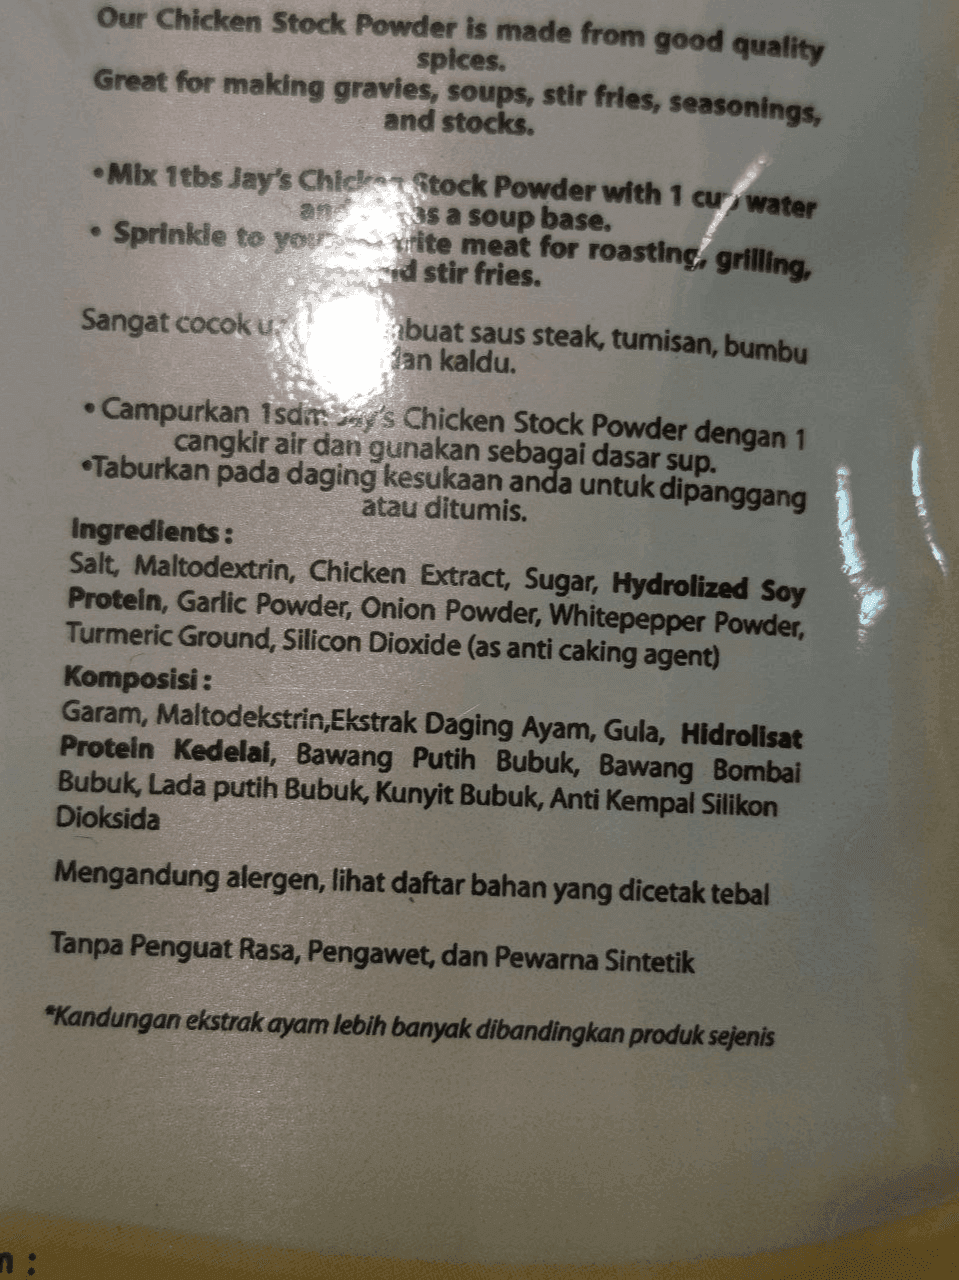 Our Chicken Stock Powder is made from good quality
spices.
Great for making gravies, soups, stir fries, seasonings,
and stocks.
•Mix 1tbs Jay's Chicken Stock Powder with 1 cup water
as a soup base.
• Sprinkle to meat for roasting, grilling,
stir fries.
Sangat cocok saus steak, tumisan, bumbu
dan kaldu.
• Campurkan 1sdm Jay's Chicken Stock Powder dengan 1
cangkir air dan gunakan sebagai dasar sup.
•Taburkan pada daging kesukaan anda untuk dipanggang
atau ditumis.
Ingredients :
Salt, Maltodextrin, Chicken Extract, Sugar, Hydrolized Soy
Protein, Garlic Powder, Onion Powder, Whitepepper Powder,
Turmeric Ground, Silicon Dioxide (as anti caking agent)
Komposisi :
Garam, Maltodekstrin,Ekstrak Daging Ayam, Gula, Hidrolisat
Protein Kedelai, Bawang Putih Bubuk, Bawang Bombai
Bubuk, Lada putih Bubuk, Kunyit Bubuk, Anti Kempal Silikon
Dioksida
Mengandung alergen, lihat daftar bahan yang dicetak tebal
Tanpa Penguat Rasa, Pengawet, dan Pewarna Sintetik
*Kandungan ekstrak ayam lebih banyak dibandingkan produk sejenis